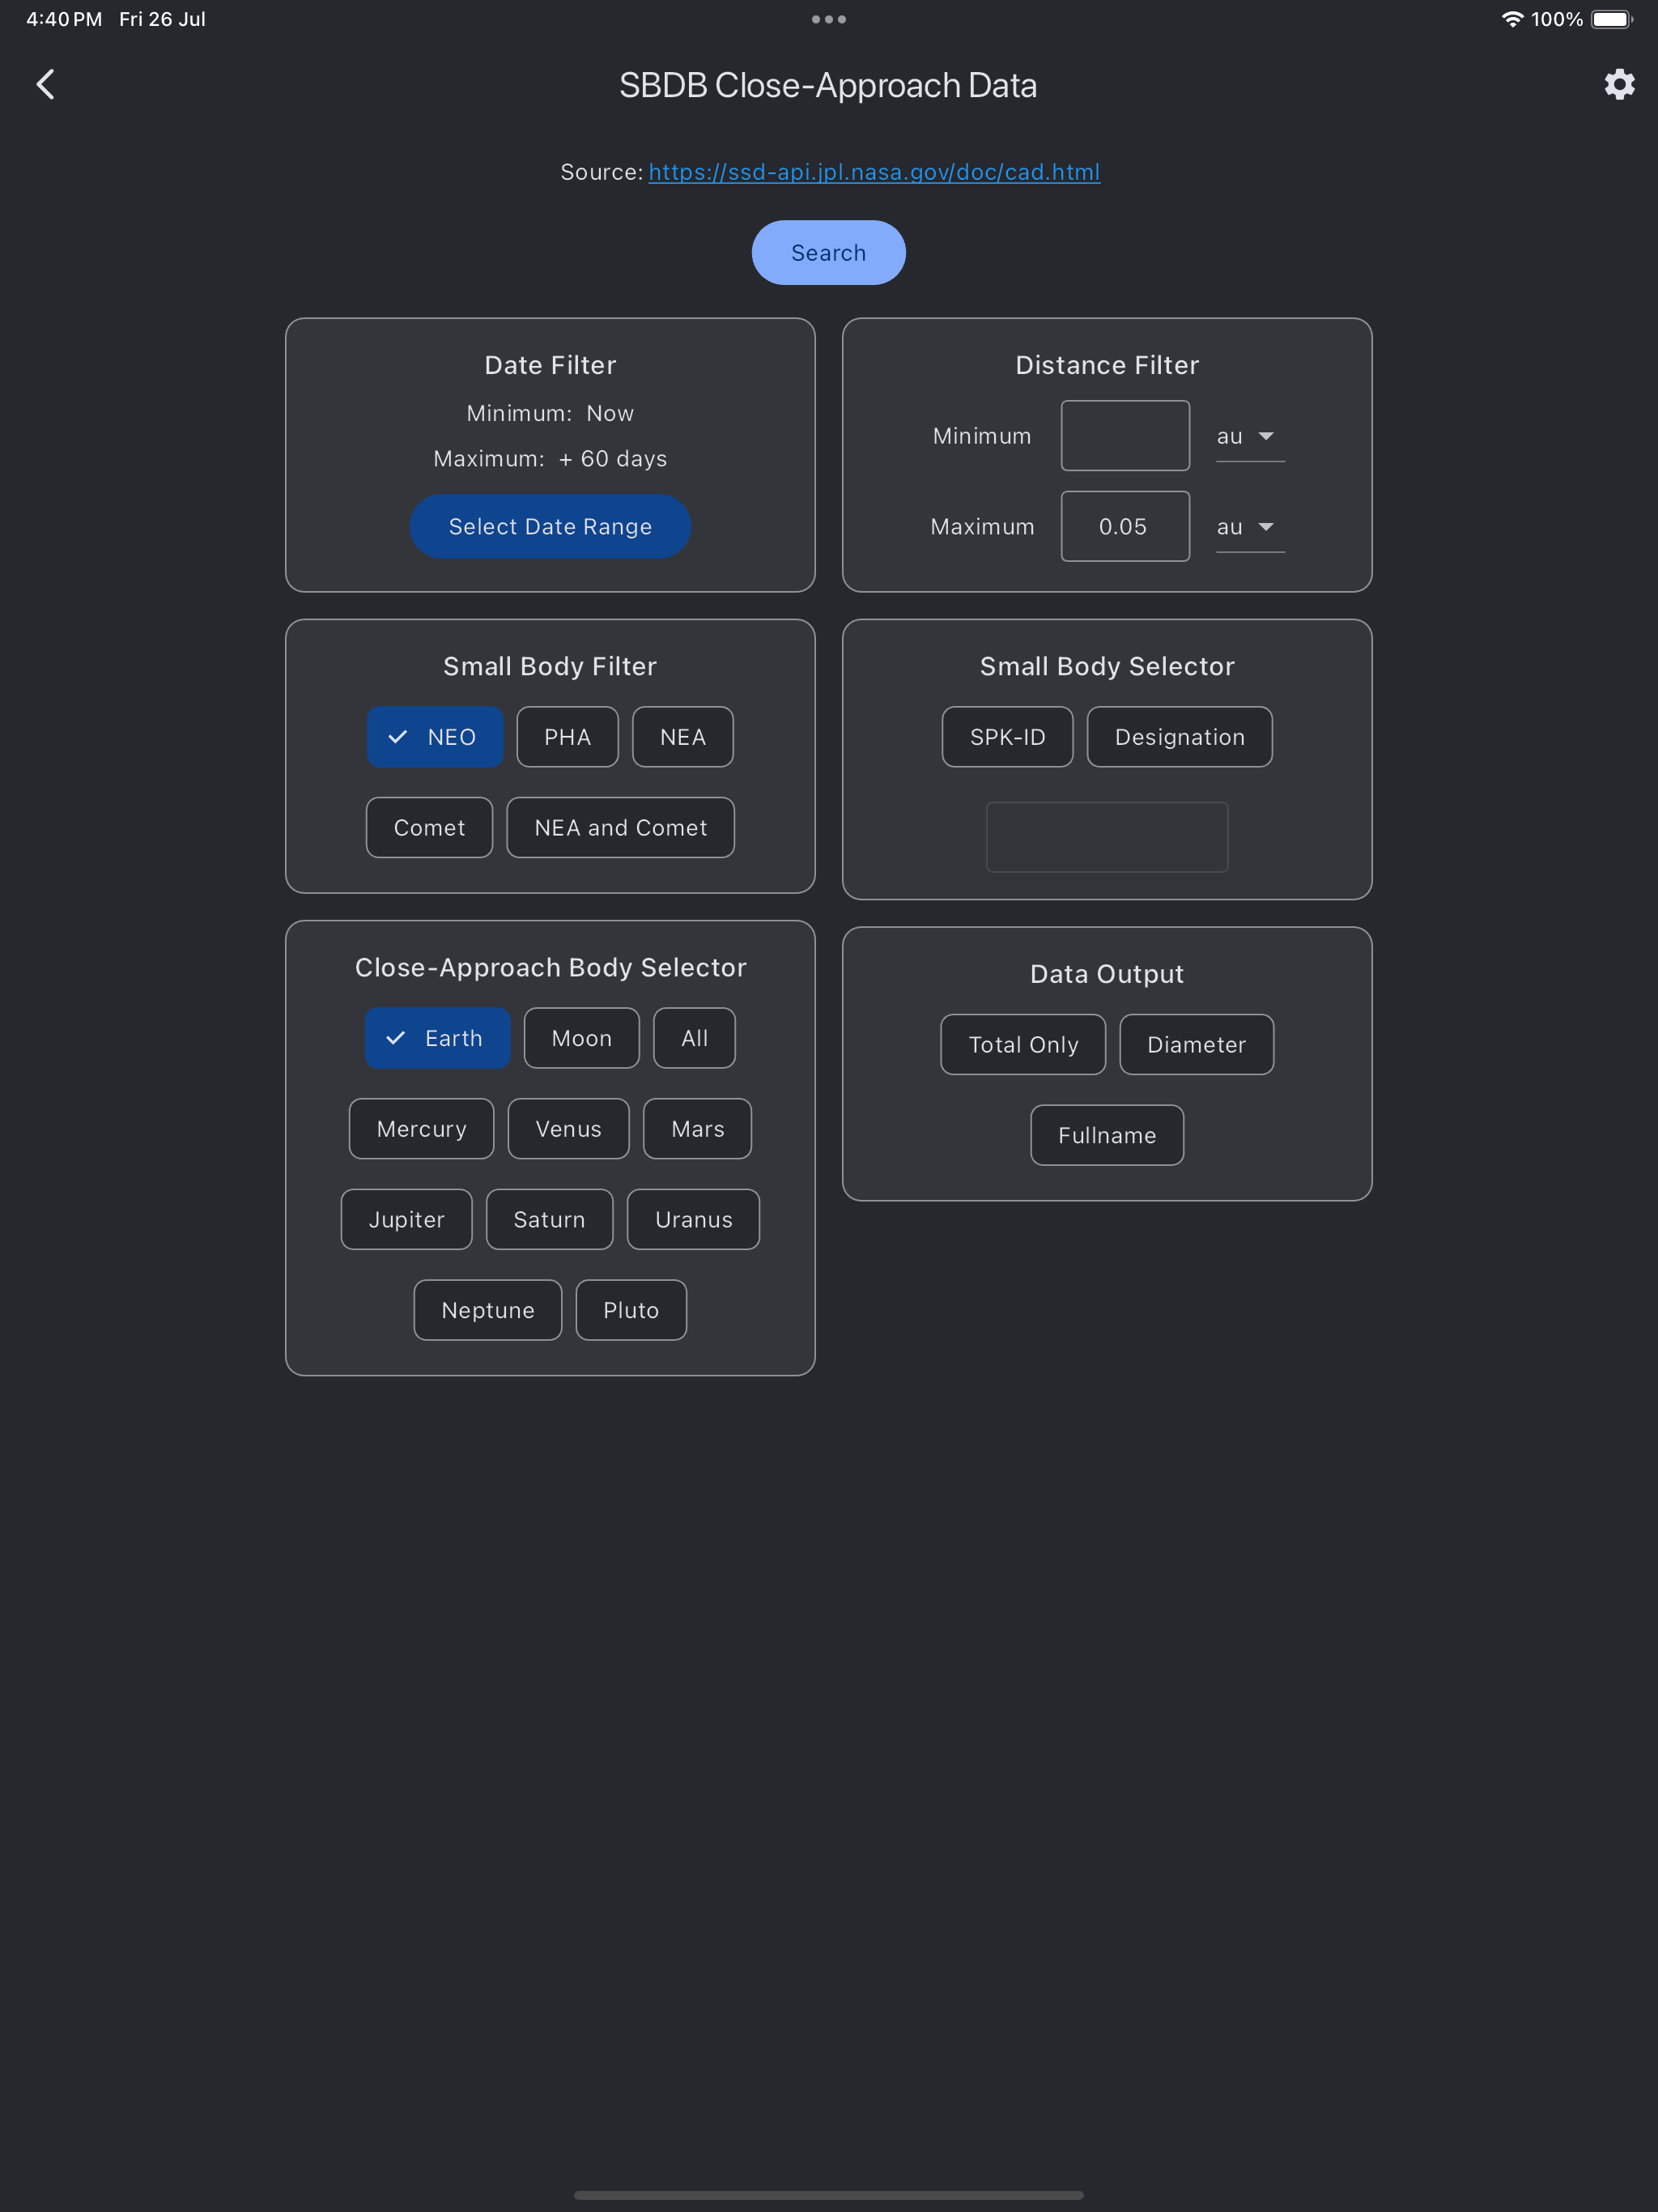 4:40 PM Fri 26 Jul 100%
SBDB Close-Approach Data
Source: https://ssd-api.jpl.nasa.gov/doc/cad.html
Search
Date Filter
Minimum: Now
Maximum: + 60 days
Select Date Range
Distance Filter
Minimum au
Maximum 0.05 au
Small Body Filter
NEO PHA NEA
Comet NEA and Comet
Small Body Selector
SPK-ID Designation
Close-Approach Body Selector
Earth Moon All
Mercury Venus Mars
Jupiter Saturn Uranus
Neptune Pluto
Data Output
Total Only Diameter
Fullname